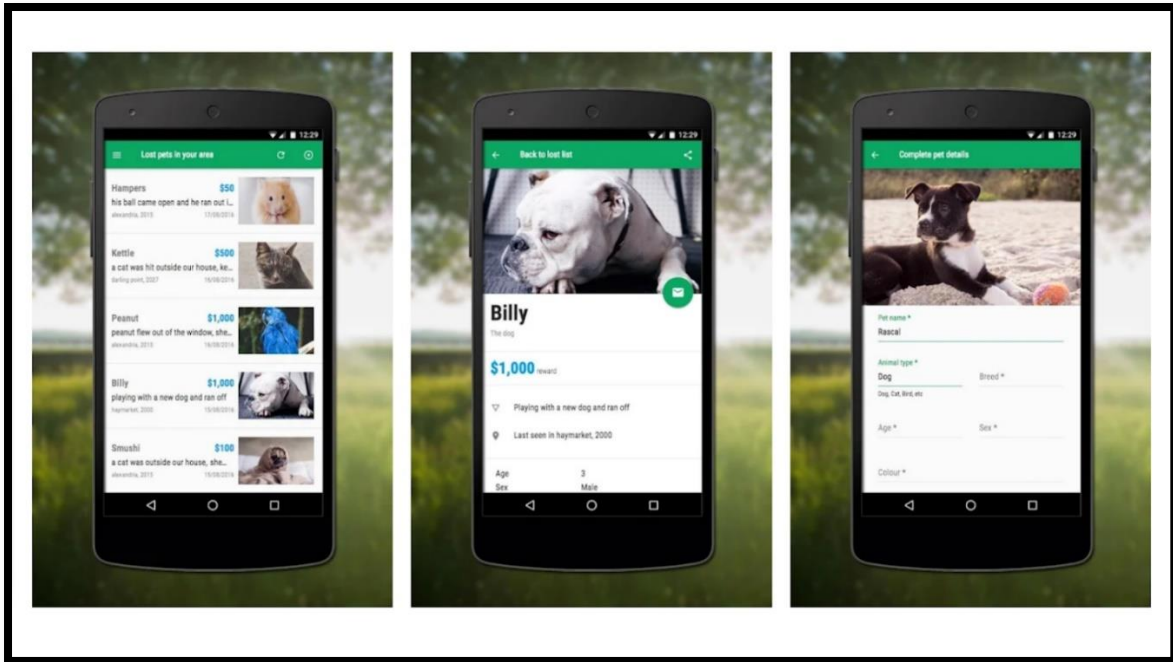 12:29
Lost pets in your area
Hampers $50
his ball came open and he ran out i...
alexandria, 2015 17/08/2016
Kettle $500
a cat was hit outside our house, ke...
darling point, 2027 16/08/2016
Peanut $1,000
peanut flew out of the window, she...
alexandria, 2015 16/08/2016
Billy $1,000
playing with a new dog and ran off
haymarket, 2000 15/08/2016
Smushi $100
a cat was outside our house, she...
alexandria, 2015 15/08/2016
12:29
Back to lost list
Billy
The dog
$1,000 reward
Playing with a new dog and ran off
Last seen in haymarket, 2000
Age 3
Sex Male
12:29
Complete pet details
Pet name *
Rascal
Animal type *
Dog Breed *
Dog, Cat, Bird, etc
Age * Sex *
Colour *